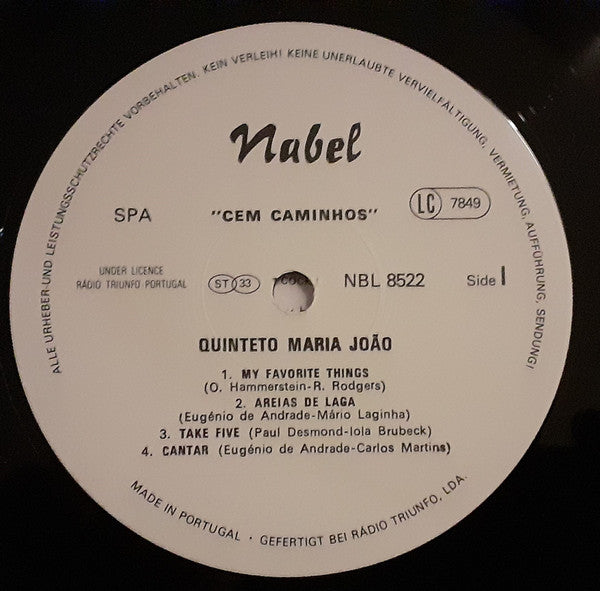 ALLE URHEBER-UND LEISTUNGSSCHUTZRECHTE VORBEHALTEN. KEIN VERLEIH! KEINE UNERLAUBTE VERVIELFÄLTIGUNG, VERMIETUNG, AUFFÜHRUNG, SENDUNG!
Nabel
SPA
"CEM CAMINHOS"
LC 7849
UNDER LICENCE
RÁDIO TRIUNFO PORTUGAL
ST 33
NBL 8522
Side I
QUINTETO MARIA JOÃO
1. MY FAVORITE THINGS
(O. Hammerstein-R. Rodgers)
2. AREIAS DE LAGA
(Eugénio de Andrade-Mário Laginha)
3. TAKE FIVE (Paul Desmond-Iola Brubeck)
4. CANTAR (Eugénio de Andrade-Carlos Martins)
MADE IN PORTUGAL · GEFERTIGT BEI RÁDIO TRIUNFO, LDA.